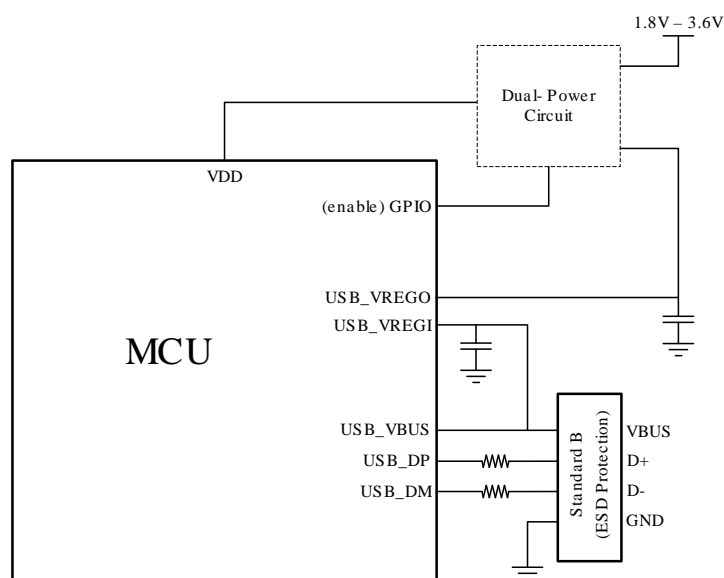 1.8V – 3.6V
Dual- Power
Circuit
VDD
(enable) GPIO
USB_VREGO
USB_VREGI
MCU
USB_VBUS
USB_DP
USB_DM
Standard B
(ESD Protection)
VBUS
D+
D-
GND